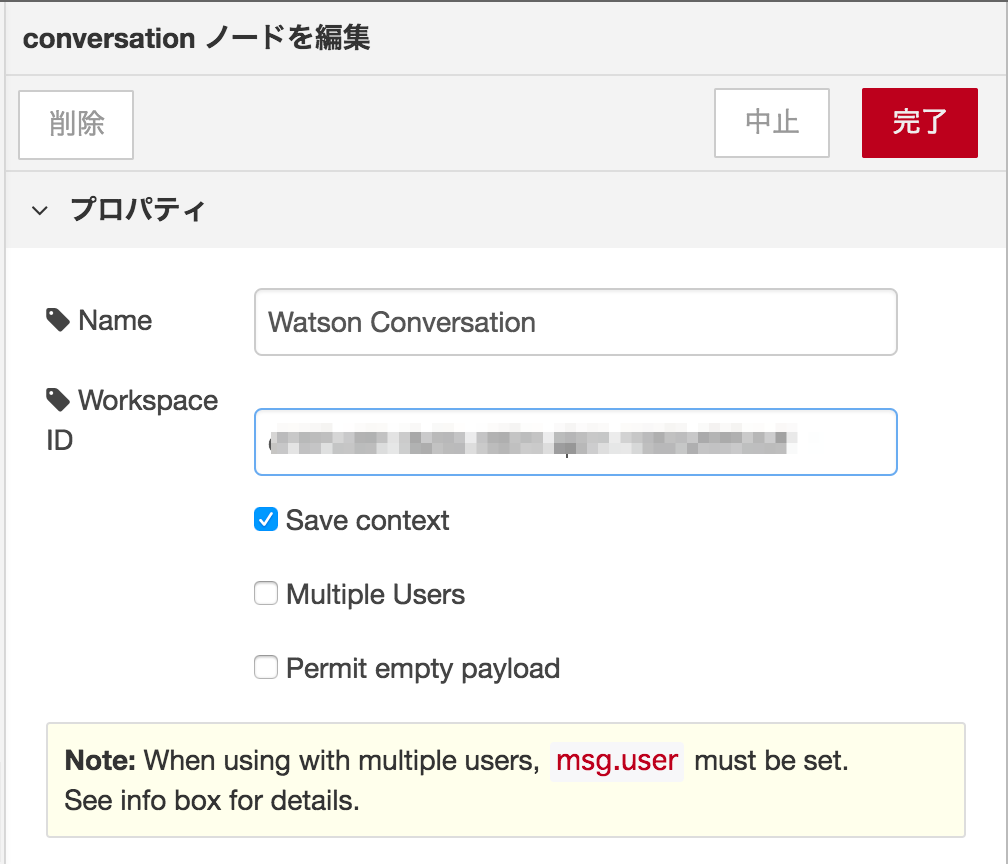 conversation ノードを編集
削除 中止 完了
プロパティ
Name Watson Conversation
Workspace
ID
Save context
Multiple Users
Permit empty payload
Note: When using with multiple users, msg.user must be set.
See info box for details.